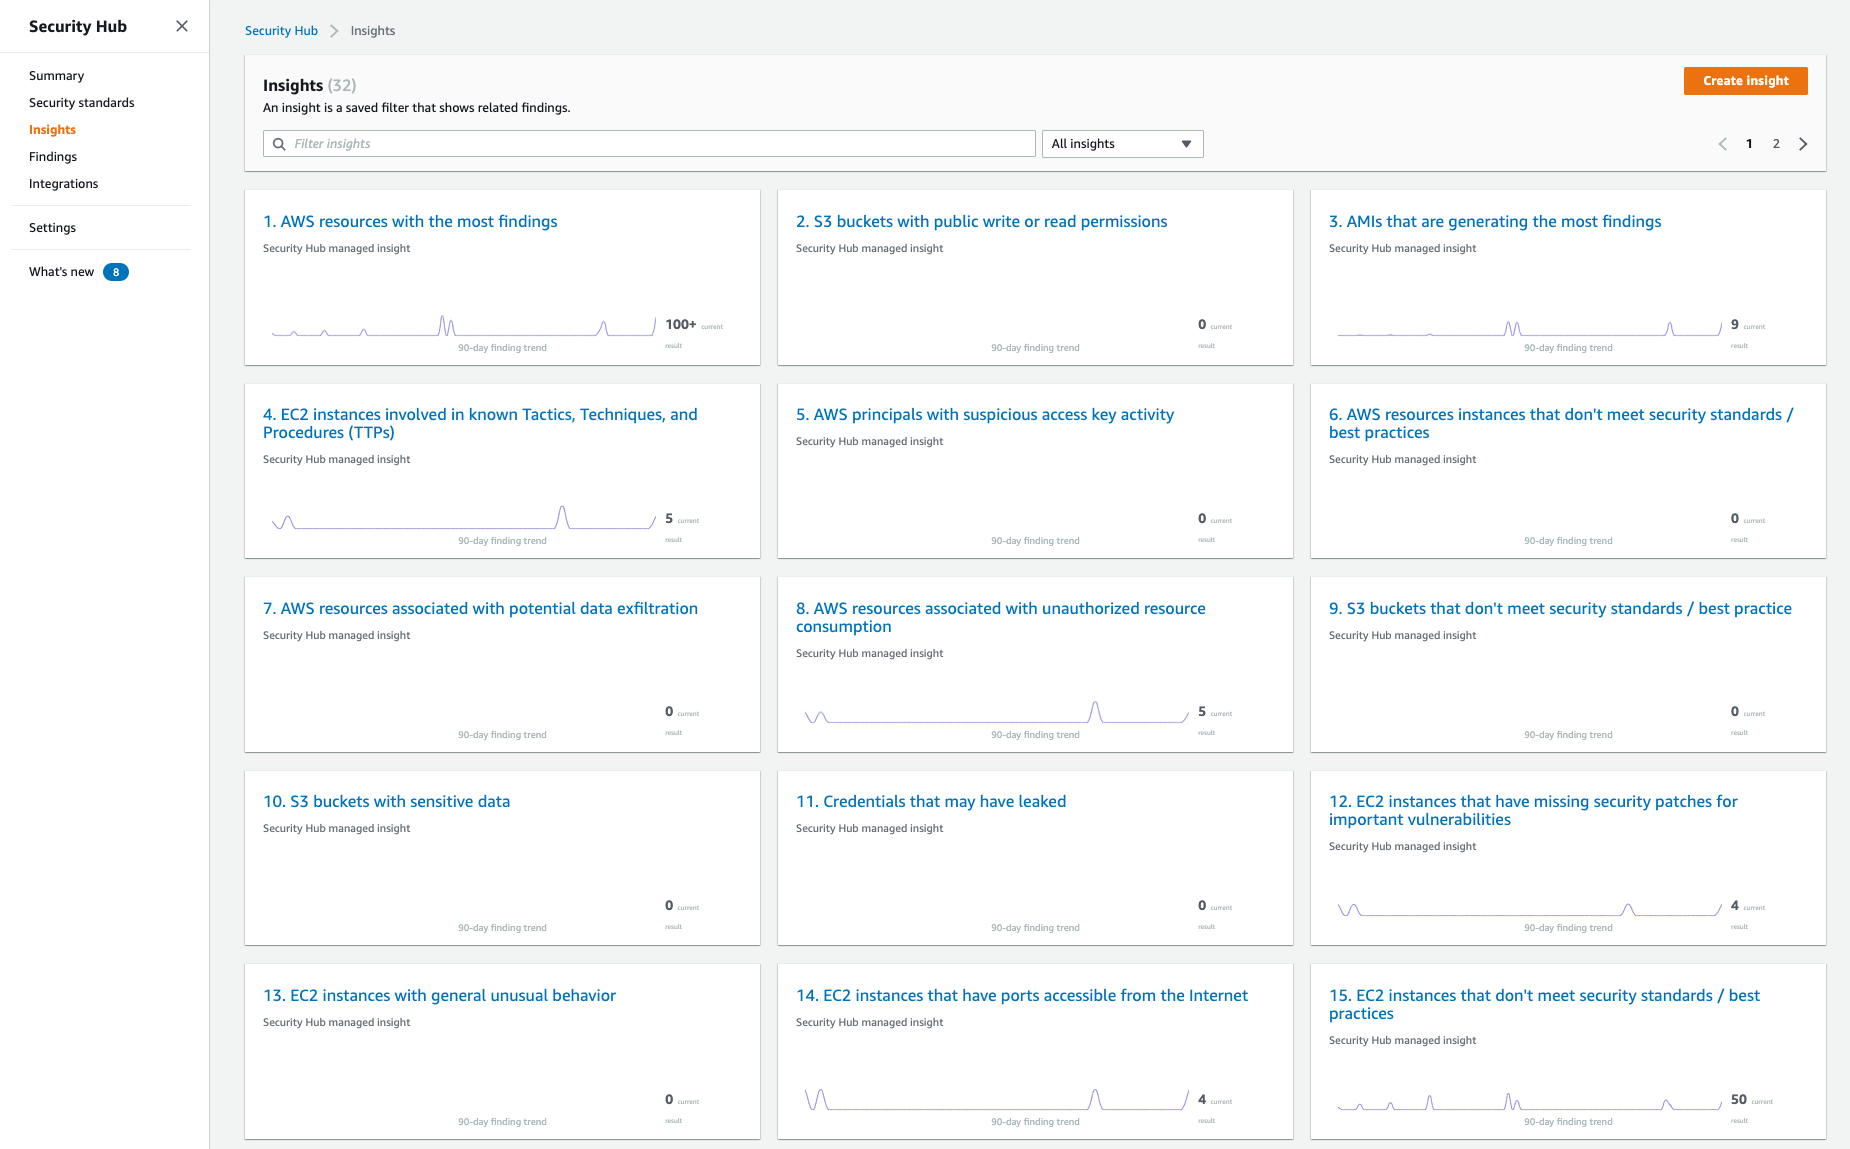 Security Hub
Summary
Security standards
Insights
Findings
Integrations
Settings
What's new 8
Security Hub Insights
Insights (32)
Create insight
An insight is a saved filter that shows related findings.
Filter insights
All insights
1 2
1. AWS resources with the most findings
Security Hub managed insight
100+ current
result
90-day finding trend
2. S3 buckets with public write or read permissions
Security Hub managed insight
0 current
result
90-day finding trend
3. AMIs that are generating the most findings
Security Hub managed insight
9 current
result
90-day finding trend
4. EC2 instances involved in known Tactics, Techniques, and
Procedures (TTPs)
Security Hub managed insight
5 current
result
90-day finding trend
5. AWS principals with suspicious access key activity
Security Hub managed insight
0 current
result
90-day finding trend
6. AWS resources instances that don't meet security standards /
best practices
Security Hub managed insight
0 current
result
90-day finding trend
7. AWS resources associated with potential data exfiltration
Security Hub managed insight
0 current
result
90-day finding trend
8. AWS resources associated with unauthorized resource
consumption
Security Hub managed insight
5 current
result
90-day finding trend
9. S3 buckets that don't meet security standards / best practice
Security Hub managed insight
0 current
result
90-day finding trend
10. S3 buckets with sensitive data
Security Hub managed insight
0 current
result
90-day finding trend
11. Credentials that may have leaked
Security Hub managed insight
0 current
result
90-day finding trend
12. EC2 instances that have missing security patches for
important vulnerabilities
Security Hub managed insight
4 current
result
90-day finding trend
13. EC2 instances with general unusual behavior
Security Hub managed insight
0 current
result
90-day finding trend
14. EC2 instances that have ports accessible from the Internet
Security Hub managed insight
4 current
result
90-day finding trend
15. EC2 instances that don't meet security standards / best
practices
Security Hub managed insight
50 current
result
90-day finding trend